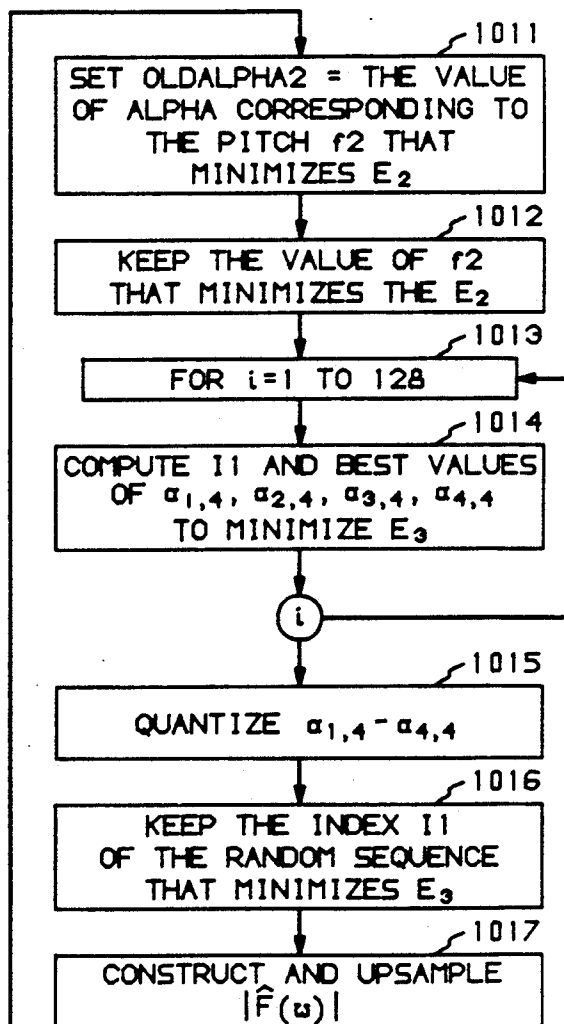 1011
SET OLDALPHA2 = THE VALUE
OF ALPHA CORRESPONDING TO
THE PITCH f2 THAT
MINIMIZES E₂
1012
KEEP THE VALUE OF f2
THAT MINIMIZES THE E₂
1013
FOR i=1 TO 128
1014
COMPUTE I1 AND BEST VALUES
OF α₁,₄, α₂,₄, α₃,₄, α₄,₄
TO MINIMIZE E₃
i
1015
QUANTIZE α₁,₄-α₄,₄
1016
KEEP THE INDEX I1
OF THE RANDOM SEQUENCE
THAT MINIMIZES E₃
1017
CONSTRUCT AND UPSAMPLE
|F̂(ω)|